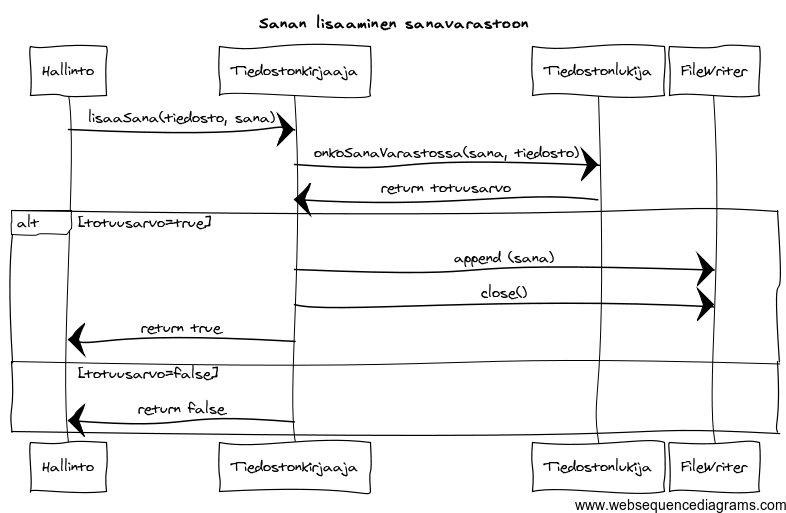 Sanan lisaaminen sanavarastoon
Hallinto
Tiedostonkirjaaja
Tiedostonlukija
FileWriter
lisaaSana(tiedosto, sana)
onkoSanaVarastossa(sana, tiedosto)
return totuusarvo
alt
[totuusarvo=true]
append (sana)
close()
return true
[totuusarvo=false]
return false
Hallinto
Tiedostonkirjaaja
Tiedostonlukija
FileWriter
www.websequencediagrams.com